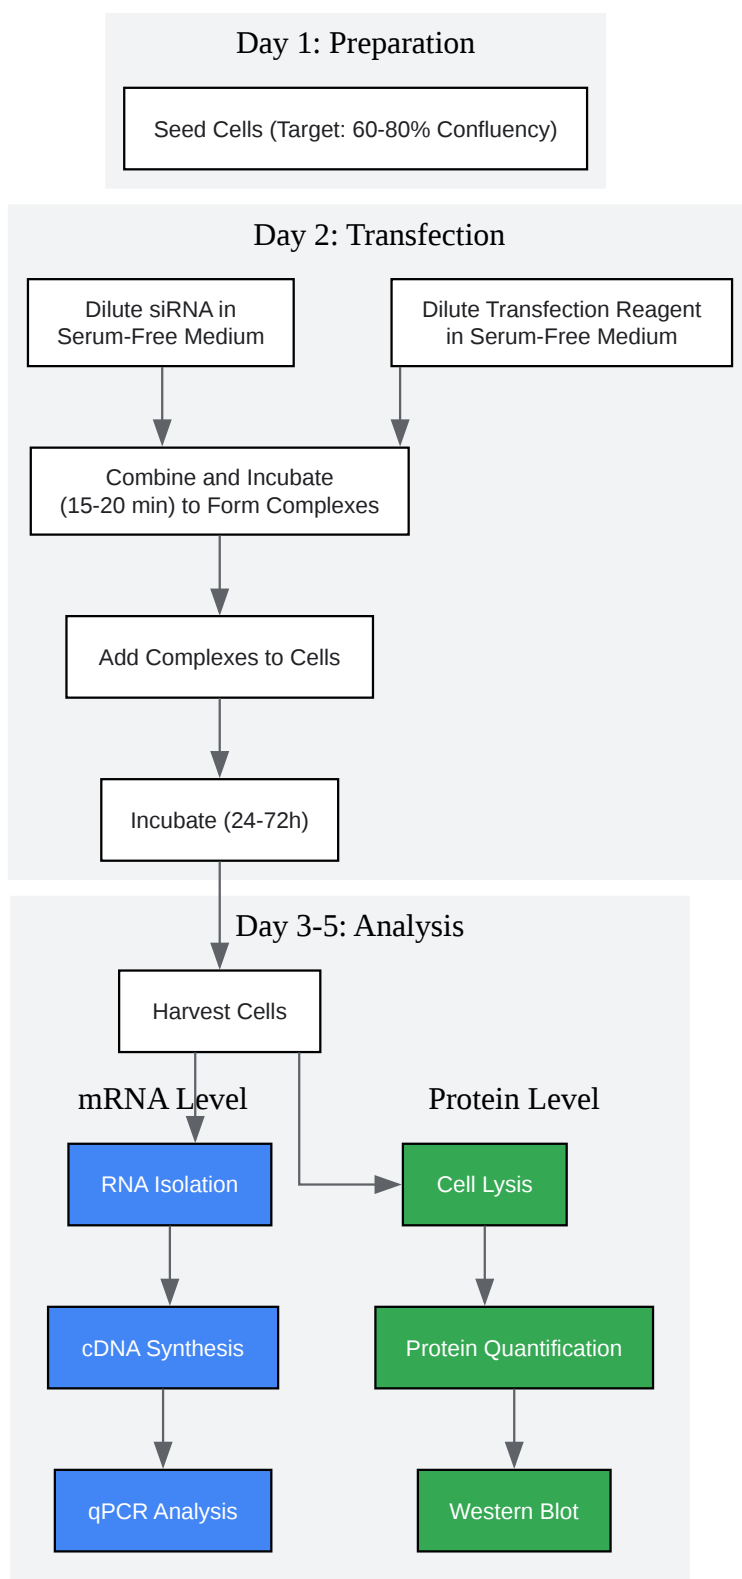 Day 1: Preparation
Seed Cells (Target: 60-80% Confluency)
Day 2: Transfection
Dilute siRNA in
Serum-Free Medium
Dilute Transfection Reagent
in Serum-Free Medium
Combine and Incubate
(15-20 min) to Form Complexes
Add Complexes to Cells
Incubate (24-72h)
Day 3-5: Analysis
Harvest Cells
mRNA Level
RNA Isolation
cDNA Synthesis
qPCR Analysis
Protein Level
Cell Lysis
Protein Quantification
Western Blot